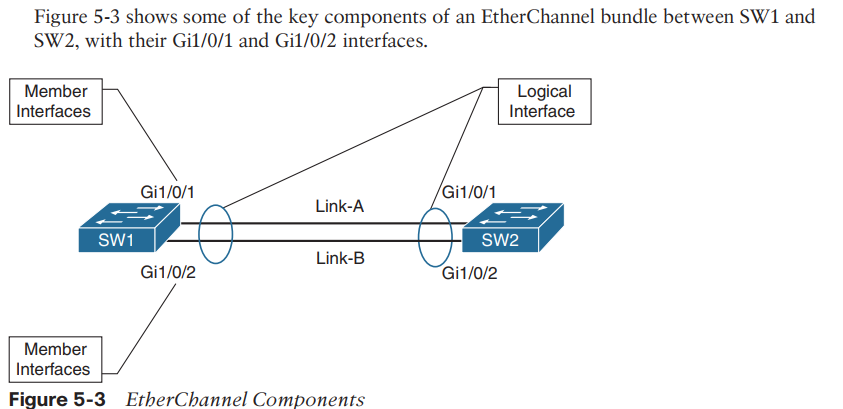 Figure 5-3 shows some of the key components of an EtherChannel bundle between SW1 and
SW2, with their Gi1/0/1 and Gi1/0/2 interfaces.
Member
Interfaces
Logical
Interface
Gi1/0/1
Link-A
Gi1/0/1
SW1
SW2
Link-B
Gi1/0/2
Gi1/0/2
Member
Interfaces
Figure 5-3 EtherChannel Components